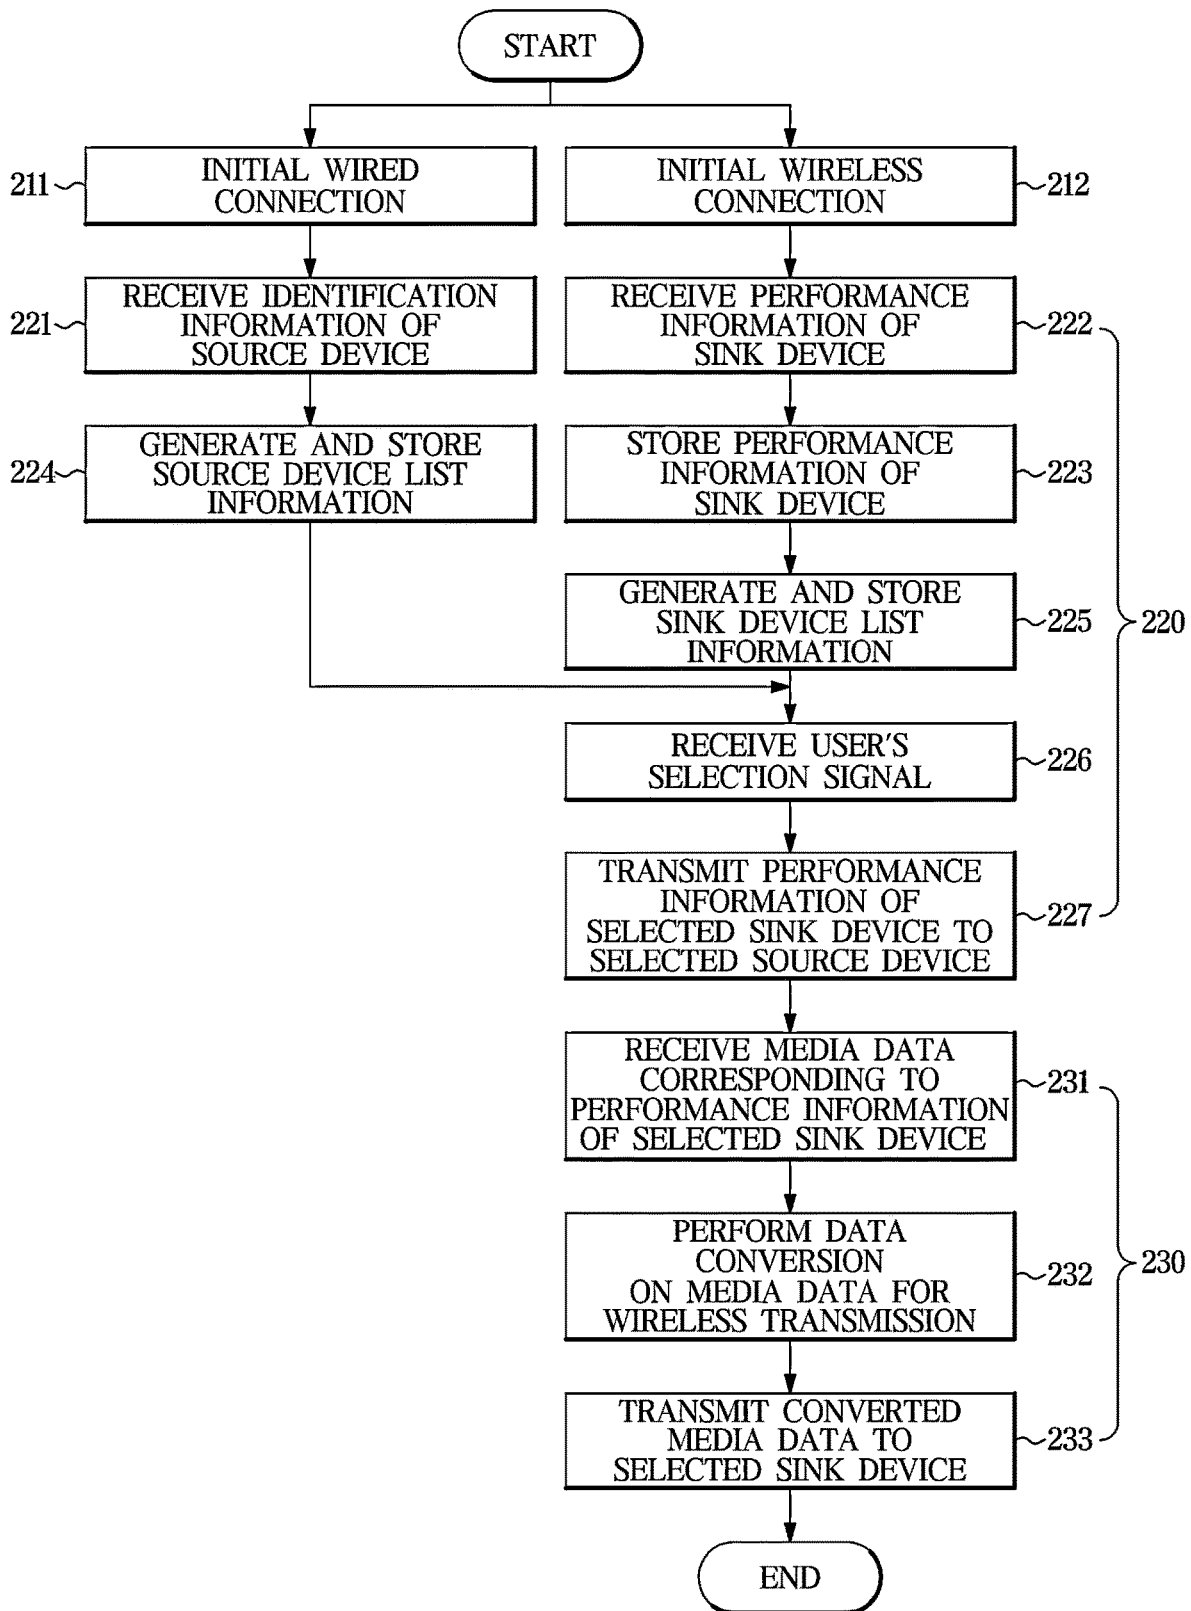 START
211
INITIAL WIRED
CONNECTION
INITIAL WIRELESS
CONNECTION
212
221
RECEIVE IDENTIFICATION
INFORMATION OF
SOURCE DEVICE
RECEIVE PERFORMANCE
INFORMATION OF
SINK DEVICE
222
224
GENERATE AND STORE
SOURCE DEVICE LIST
INFORMATION
STORE PERFORMANCE
INFORMATION OF
SINK DEVICE
223
GENERATE AND STORE
SINK DEVICE LIST
INFORMATION
225
220
RECEIVE USER'S
SELECTION SIGNAL
226
TRANSMIT PERFORMANCE
INFORMATION OF
SELECTED SINK DEVICE TO
SELECTED SOURCE DEVICE
227
RECEIVE MEDIA DATA
CORRESPONDING TO
PERFORMANCE INFORMATION
OF SELECTED SINK DEVICE
231
PERFORM DATA
CONVERSION
ON MEDIA DATA FOR
WIRELESS TRANSMISSION
232
230
TRANSMIT CONVERTED
MEDIA DATA TO
SELECTED SINK DEVICE
233
END